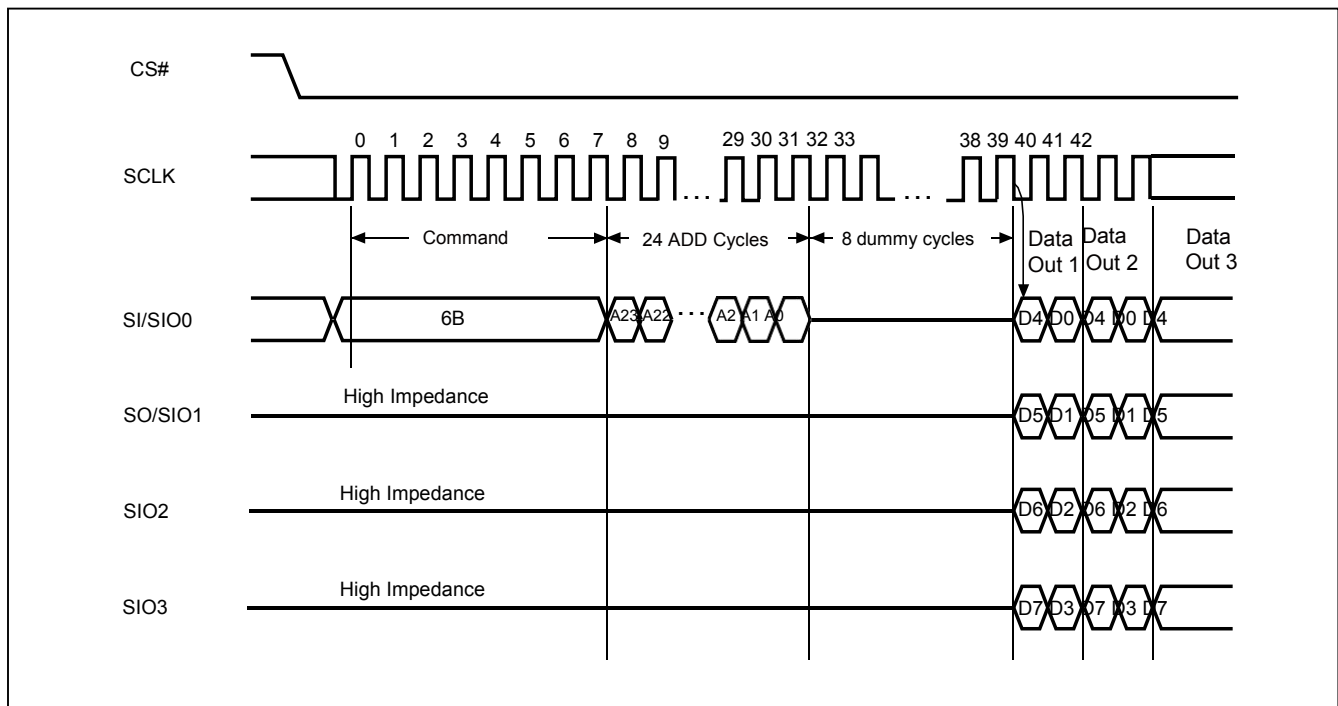 CS#
0 1 2 3 4 5 6 7 8 9 29 30 31 32 33 38 39 40 41 42
SCLK
. . . . . .
Command 24 ADD Cycles 8 dummy cycles Data Out 1 Data Out 2 Data Out 3
SI/SIO0 6B A23 A22 . . . A2 A1 A0 D4 D0 D4 D0 D4
High Impedance
SO/SIO1 D5 D1 D5 D1 D5
High Impedance
SIO2 D6 D2 D6 D2 D6
High Impedance
SIO3 D7 D3 D7 D3 D7